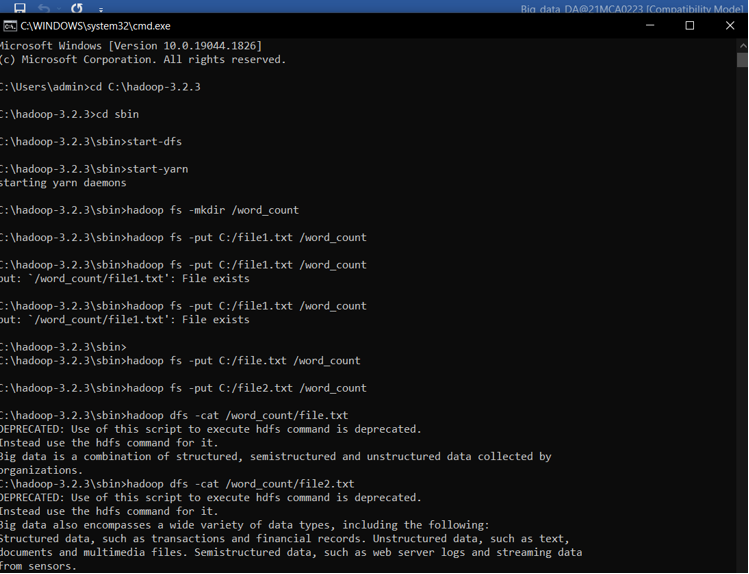 Big data DA@21MCA0223 [Compatibility Mode]
C:\WINDOWS\system32\cmd.exe
Microsoft Windows [Version 10.0.19044.1826]
(c) Microsoft Corporation. All rights reserved.
C:\Users\admin>cd C:\hadoop-3.2.3
C:\hadoop-3.2.3>cd sbin
C:\hadoop-3.2.3\sbin>start-dfs
C:\hadoop-3.2.3\sbin>start-yarn
starting yarn daemons
C:\hadoop-3.2.3\sbin>hadoop fs -mkdir /word_count
C:\hadoop-3.2.3\sbin>hadoop fs -put C:/file1.txt /word_count
C:\hadoop-3.2.3\sbin>hadoop fs -put C:/file1.txt /word_count
put: `/word_count/file1.txt': File exists
C:\hadoop-3.2.3\sbin>hadoop fs -put C:/file1.txt /word_count
put: `/word_count/file1.txt': File exists
C:\hadoop-3.2.3\sbin>
C:\hadoop-3.2.3\sbin>hadoop fs -put C:/file.txt /word_count
C:\hadoop-3.2.3\sbin>hadoop fs -put C:/file2.txt /word_count
C:\hadoop-3.2.3\sbin>hadoop dfs -cat /word_count/file.txt
DEPRECATED: Use of this script to execute hdfs command is deprecated.
Instead use the hdfs command for it.
Big data is a combination of structured, semistructured and unstructured data collected by
organizations.
C:\hadoop-3.2.3\sbin>hadoop dfs -cat /word_count/file2.txt
DEPRECATED: Use of this script to execute hdfs command is deprecated.
Instead use the hdfs command for it.
Big data also encompasses a wide variety of data types, including the following:
Structured data, such as transactions and financial records. Unstructured data, such as text,
documents and multimedia files. Semistructured data, such as web server logs and streaming data
from sensors.